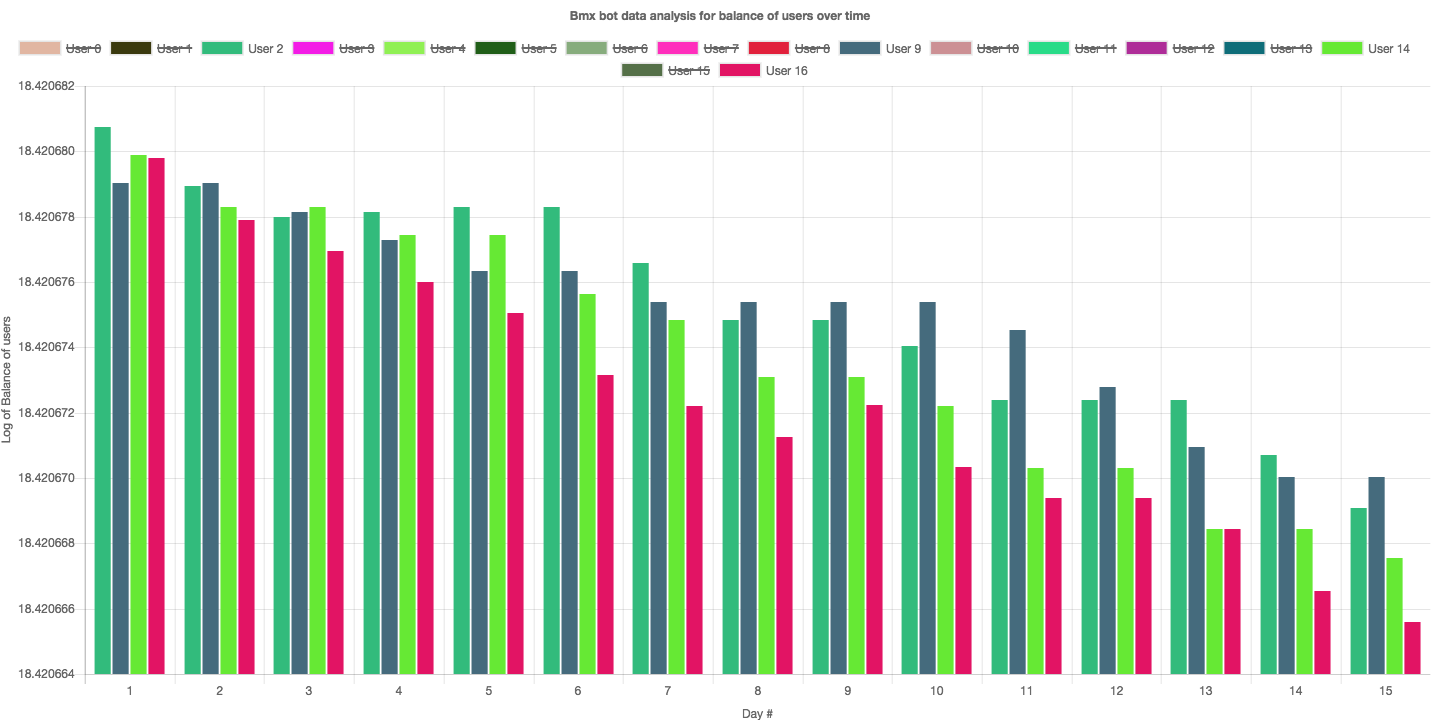 Bmx bot data analysis for balance of users over time
User 0 User 1 User 2 User 3 User 4 User 5 User 6 User 7 User 8 User 9 User 10 User 11 User 12 User 13 User 14
User 15 User 16
18.420682
18.420680
18.420678
18.420676
18.420674
18.420672
18.420670
18.420668
18.420666
18.420664
Log of Balance of users
1 2 3 4 5 6 7 8 9 10 11 12 13 14 15
Day #